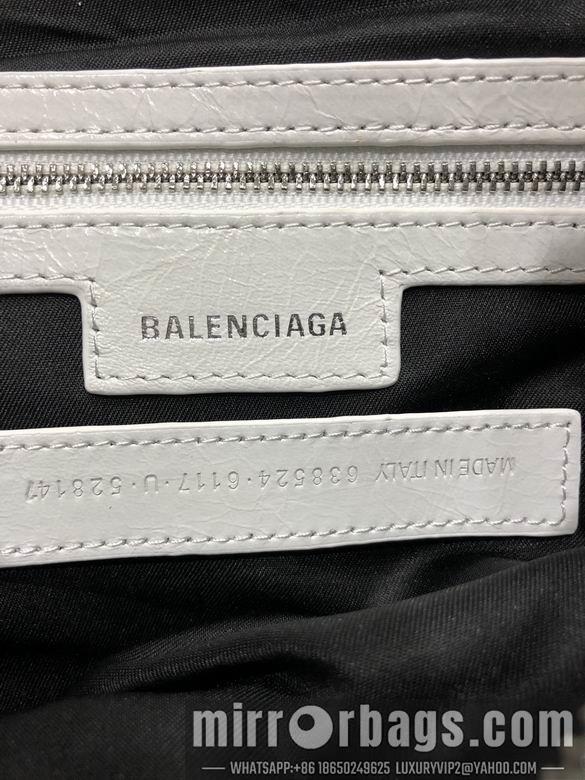 BALENCIAGA
MADE IN ITALY 638524·6117·U·528147
mirrorbags.com
WHATSAPP:+86 18650249625 LUXURYVIP2@YAHOO.COM